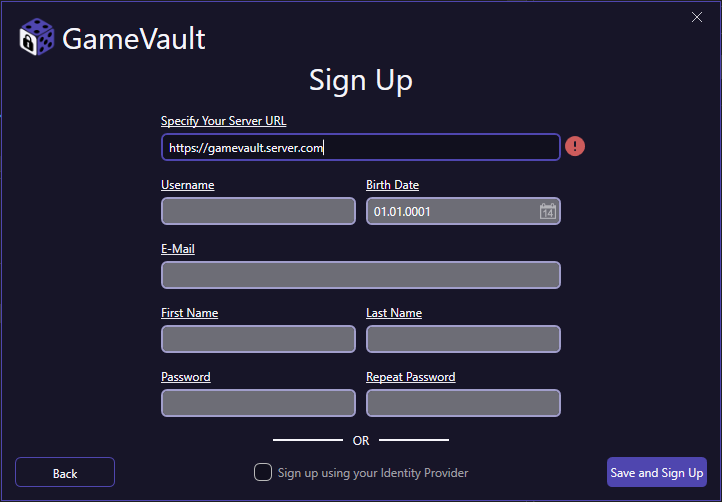 GameVault
Sign Up
Specify Your Server URL
https://gamevault.server.com
!
Username Birth Date
01.01.0001 14
E-Mail
First Name Last Name
Password Repeat Password
OR
Back Sign up using your Identity Provider Save and Sign Up